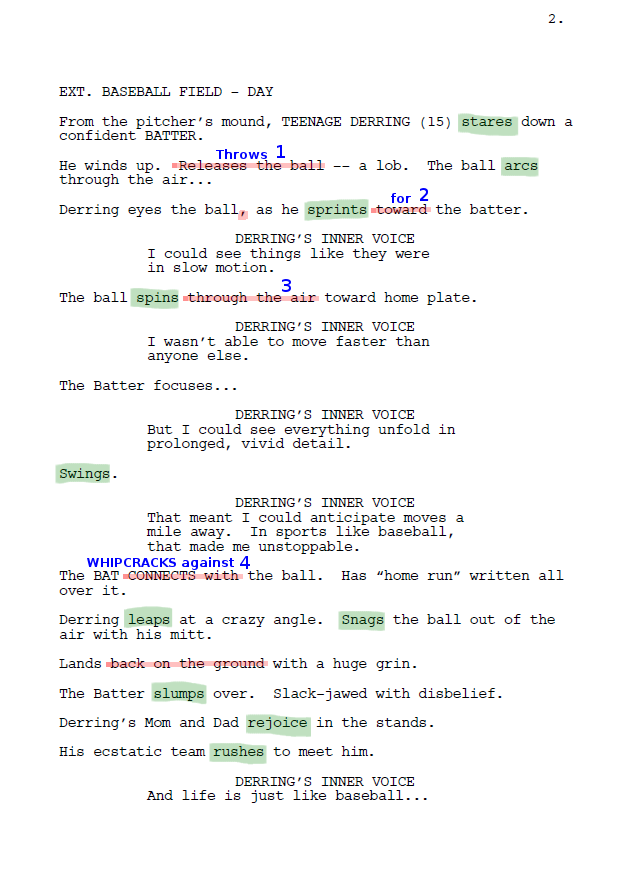 2.
EXT. BASEBALL FIELD – DAY
From the pitcher's mound, TEENAGE DERRING (15) stares down a
confident BATTER.
Throws 1
He winds up. Releases the ball -- a lob. The ball arcs
through the air...
for 2
Derring eyes the ball, as he sprints toward the batter.
DERRING'S INNER VOICE
I could see things like they were
in slow motion.
3
The ball spins through the air toward home plate.
DERRING'S INNER VOICE
I wasn't able to move faster than
anyone else.
The Batter focuses...
DERRING'S INNER VOICE
But I could see everything unfold in
prolonged, vivid detail.
Swings.
DERRING'S INNER VOICE
That meant I could anticipate moves a
mile away. In sports like baseball,
that made me unstoppable.
WHIPCRACKS against 4
The BAT CONNECTS with the ball. Has “home run” written all
over it.
Derring leaps at a crazy angle. Snags the ball out of the
air with his mitt.
Lands back on the ground with a huge grin.
The Batter slumps over. Slack-jawed with disbelief.
Derring's Mom and Dad rejoice in the stands.
His ecstatic team rushes to meet him.
DERRING'S INNER VOICE
And life is just like baseball...